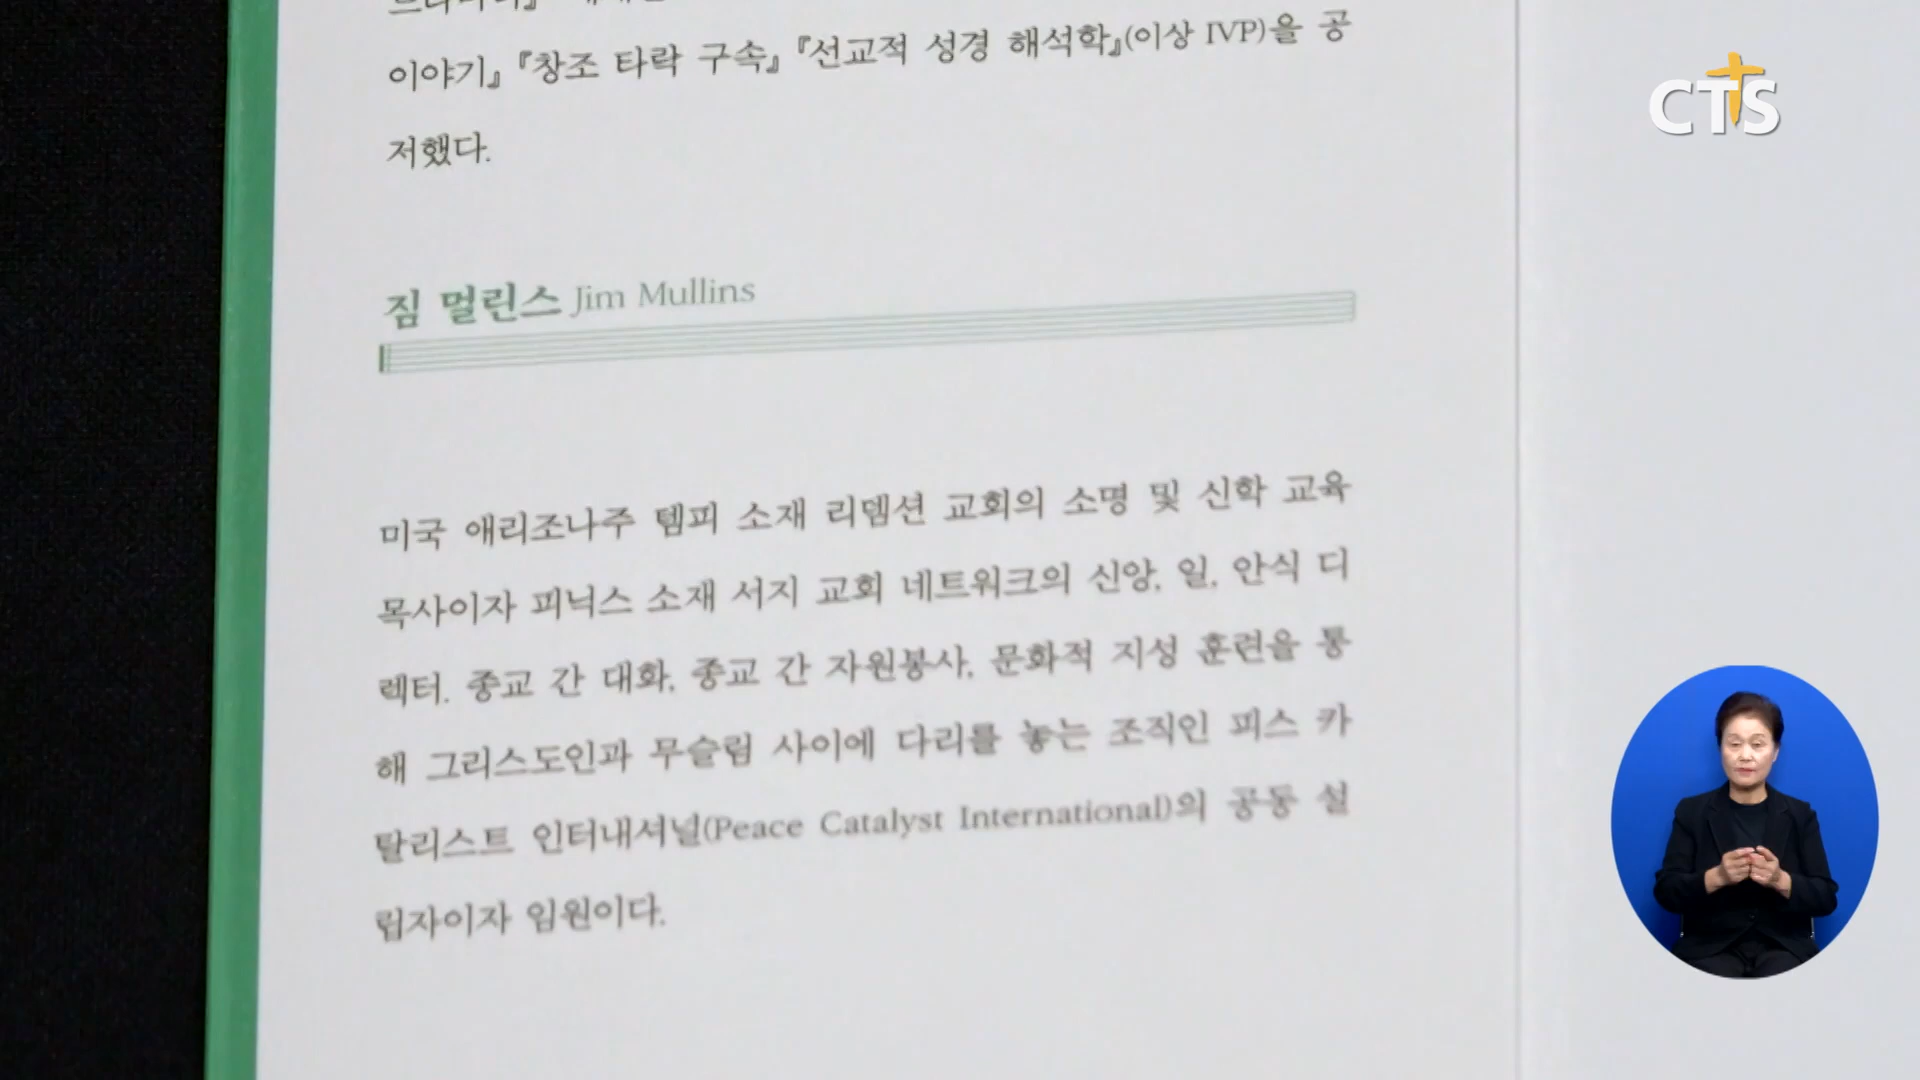 이야기』 『창조 타락 구속』 『선교적 성경 해석학』(이상 IVP)을 공
저했다.
CTS
짐 멀린스 Jim Mullins
미국 애리조나주 템피 소재 리뎀션 교회의 소명 및 신학 교육
목사이자 피닉스 소재 서지 교회 네트워크의 신앙, 일, 안식 디
렉터. 종교 간 대화, 종교 간 자원봉사, 문화적 지성 훈련을 통
해 그리스도인과 무슬림 사이에 다리를 놓는 조직인 피스 카
탈리스트 인터내셔널(Peace Catalyst International)의 공동 설
립자이자 임원이다.